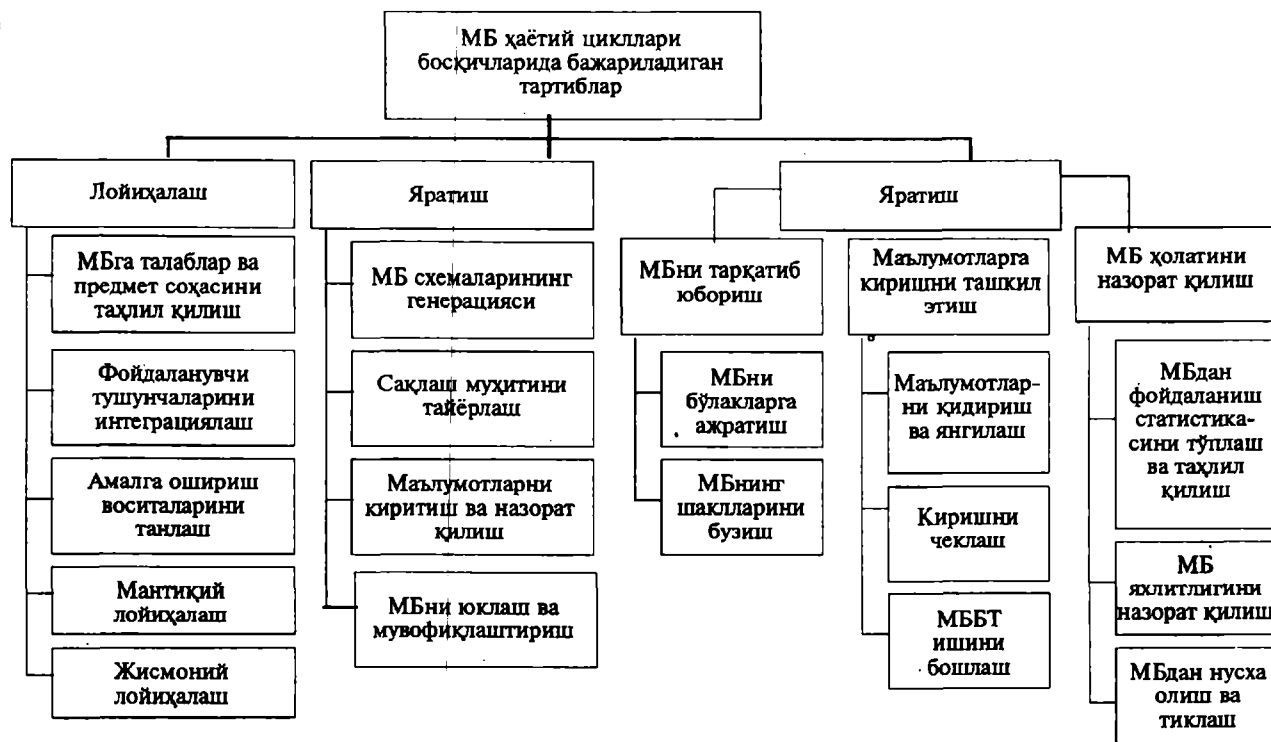 МБ ҳаётий цикллари
босқичларида бажариладиган
тартиблар
Лойиҳалаш
МБга талаблар ва
предмет соҳасини
таҳлил қилиш
Фойдаланувчи
тушунчаларини
интеграциялаш
Амалга ошириш
воситаларини
танлаш
Мантиқий
лойиҳалаш
Жисмоний
лойиҳалаш
Яратиш
МБ схемаларининг
генерацияси
Сақлаш муҳитини
тайёрлаш
Маълумотларни
киритиш ва назорат
қилиш
МБни юклаш ва
мувофиқлаштириш
Яратиш
МБни тарқатиб
юбориш
МБни
бўлакларга
ажратиш
МБнинг
шаклларини
бузиш
Маълумотларга
киришни ташкил
этиш
Маълумотлар-
ни қидириш
ва янгилаш
Киришни
чеклаш
МББТ
ишини
бошлаш
МБ ҳолатини
назорат қилиш
МБдан
фойдаланиш
статистика-
сини тўплаш
ва таҳлил
қилиш
МБ
яхлитлигини
назорат қилиш
МБдан нусха
олиш ва
тиклаш